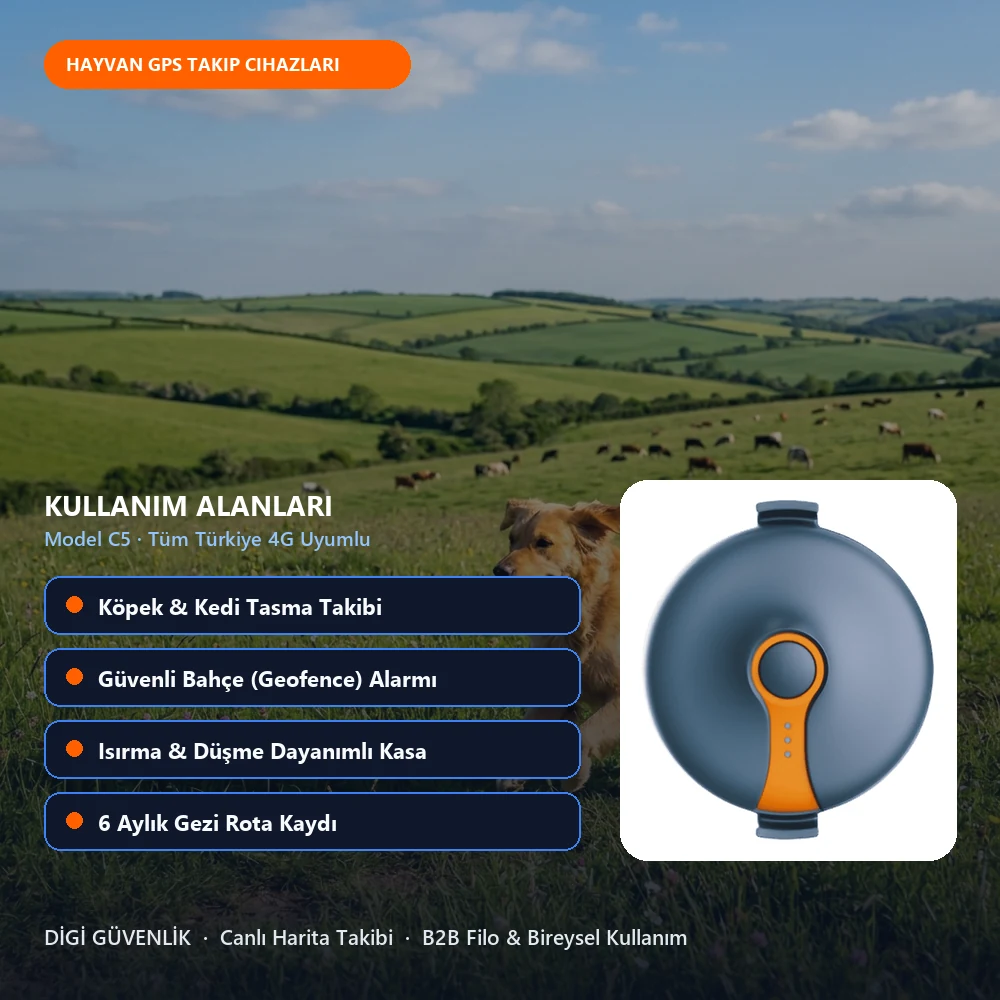 HAYVAN GPS TAKIP CIHAZLARI
KULLANIM ALANLARI
Model C5 · Tüm Türkiye 4G Uyumlu
Köpek & Kedi Tasma Takibi
Güvenli Bahçe (Geofence) Alarmı
Isırma & Düşme Dayanımlı Kasa
6 Aylık Gezi Rota Kaydı
DİGİ GÜVENLİK · Canlı Harita Takibi · B2B Filo & Bireysel Kullanım